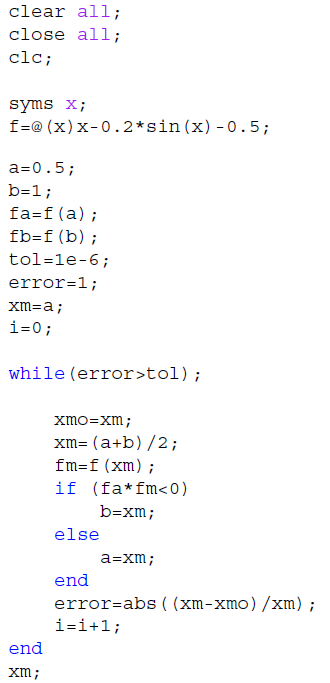 clear all;
close all;
clc;
syms x;
f=@(x)x-0.2*sin(x)-0.5;
a=0.5;
b=1;
fa=f(a);
fb=f(b);
tol=1e-6;
error=1;
xm=a;
i=0;
while(error>tol);
xmo=xm;
xm=(a+b)/2;
fm=f(xm);
if (fa*fm<0)
b=xm;
else
a=xm;
end
error=abs((xm-xmo)/xm);
i=i+1;
end
xm;